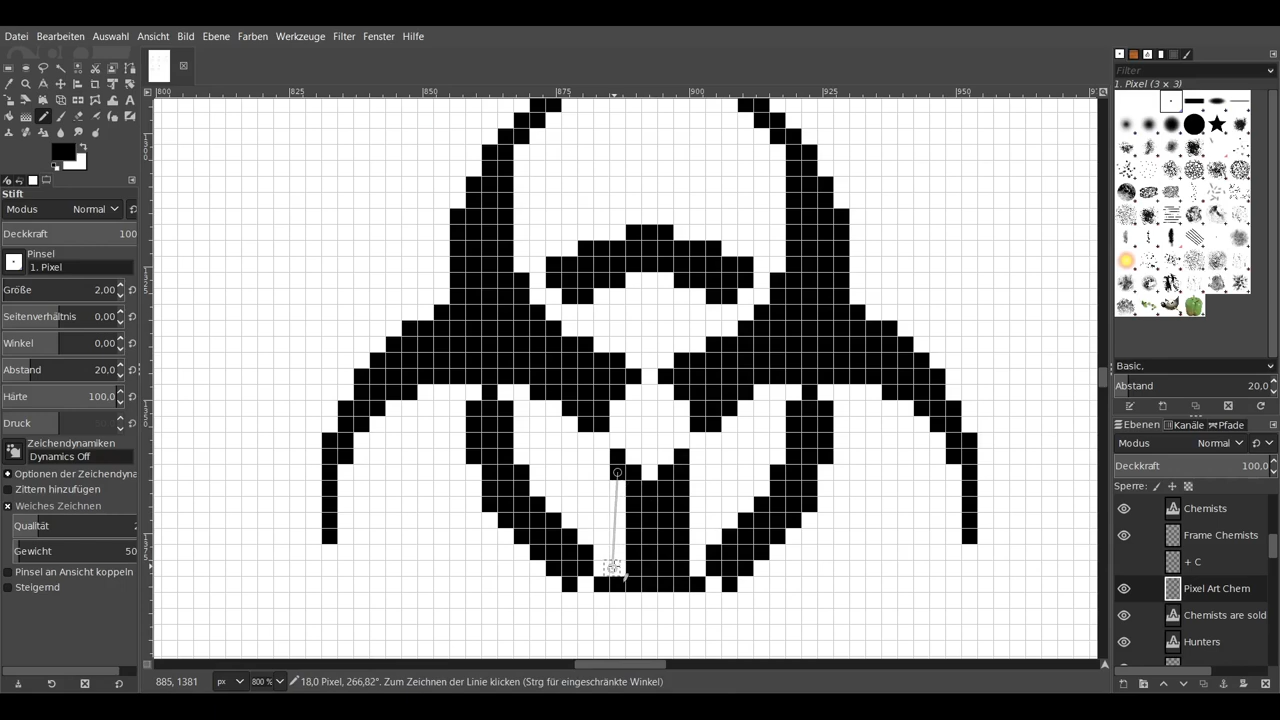 Datei Bearbeiten Auswahl Ansicht Bild Ebene Farben Werkzeuge Filter Fenster Hilfe
Filter
1. Pixel (3 × 3)
800 825 850 875 900 925 950
Stift
Modus Normal
Deckkraft 100
Pinsel
1. Pixel
Größe 2,00
Seitenverhältnis 0,00
Winkel 0,00
Abstand 20,0
Härte 100,0
Druck
Zeichendynamiken
Dynamics Off
Optionen der Zeichendyna
Zittern hinzufügen
Weiches Zeichnen
Qualität 2
Gewicht 50
Pinsel an Ansicht koppeln
Steigernd
Basic,
Abstand 20,0
Ebenen Kanäle Pfade
Modus Normal
Deckkraft 100,0
Sperre:
Chemists
Frame Chemists
+ C
Pixel Art Chem
Chemists are sold
Hunters
885, 1381 px 800 % 18,0 Pixel, 266,82°. Zum Zeichnen der Linie klicken (Strg für eingeschränkte Winkel)